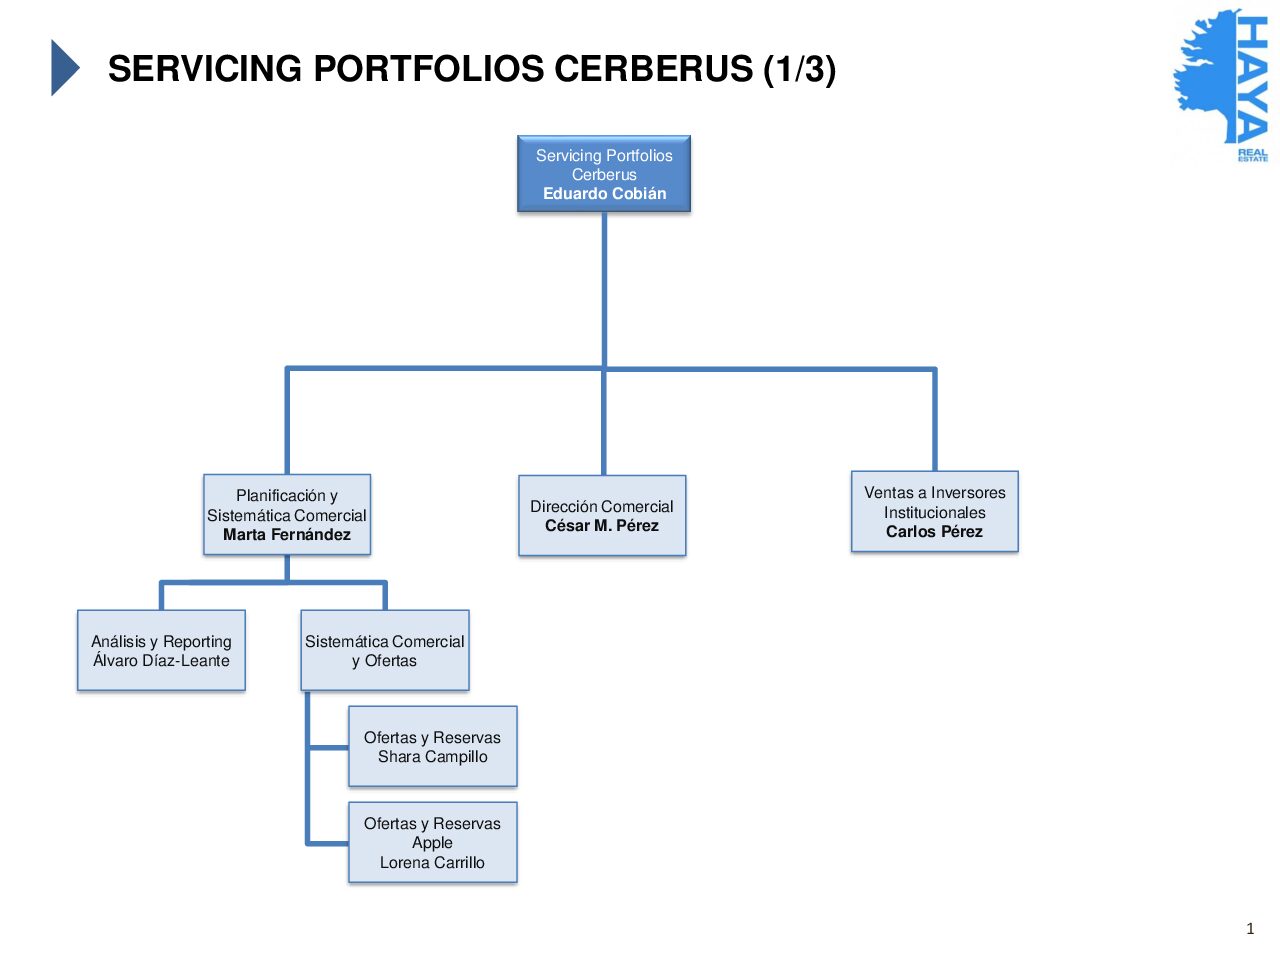 SERVICING PORTFOLIOS CERBERUS (1/3)
HAYA
REAL
ESTATE
Servicing Portfolios
Cerberus
Eduardo Cobián
Planificación y
Sistemática Comercial
Marta Fernández
Dirección Comercial
César M. Pérez
Ventas a Inversores
Institucionales
Carlos Pérez
Análisis y Reporting
Álvaro Díaz-Leante
Sistemática Comercial
y Ofertas
Ofertas y Reservas
Shara Campillo
Ofertas y Reservas
Apple
Lorena Carrillo
1